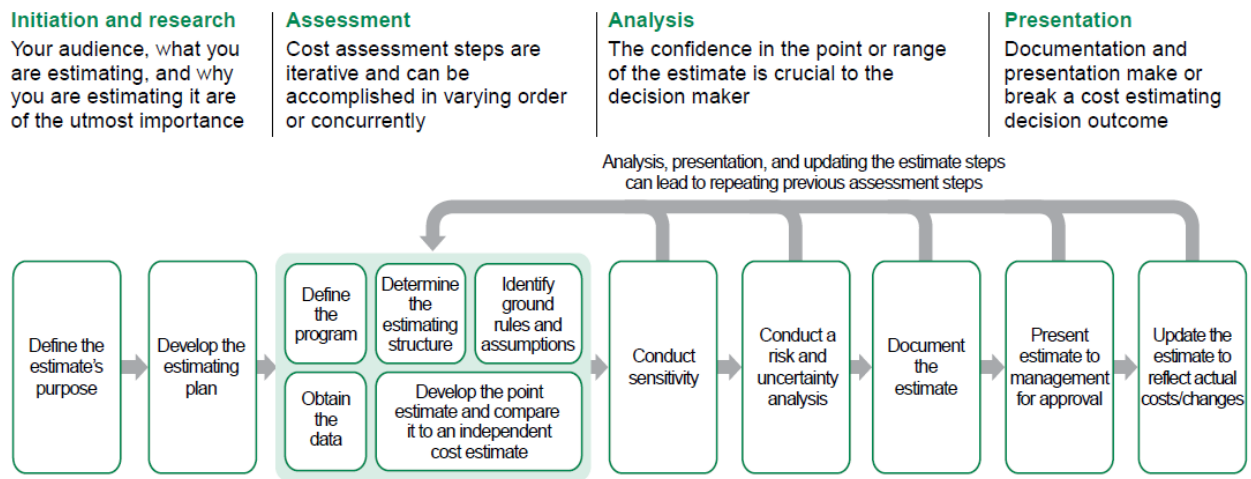 Initiation and research
Your audience, what you
are estimating, and why
you are estimating it are
of the utmost importance
Assessment
Cost assessment steps are
iterative and can be
accomplished in varying order
or concurrently
Analysis
The confidence in the point or range
of the estimate is crucial to the
decision maker
Presentation
Documentation and
presentation make or
break a cost estimating
decision outcome
Analysis, presentation, and updating the estimate steps
can lead to repeating previous assessment steps
Define the
estimate's
purpose
Develop the
estimating
plan
Define
the
program
Determine
the
estimating
structure
Identify
ground
rules and
assumptions
Obtain
the
data
Develop the point
estimate and compare
it to an independent
cost estimate
Conduct
sensitivity
Conduct a
risk and
uncertainty
analysis
Document
the
estimate
Present
estimate to
management
for approval
Update the
estimate to
reflect actual
costs/changes